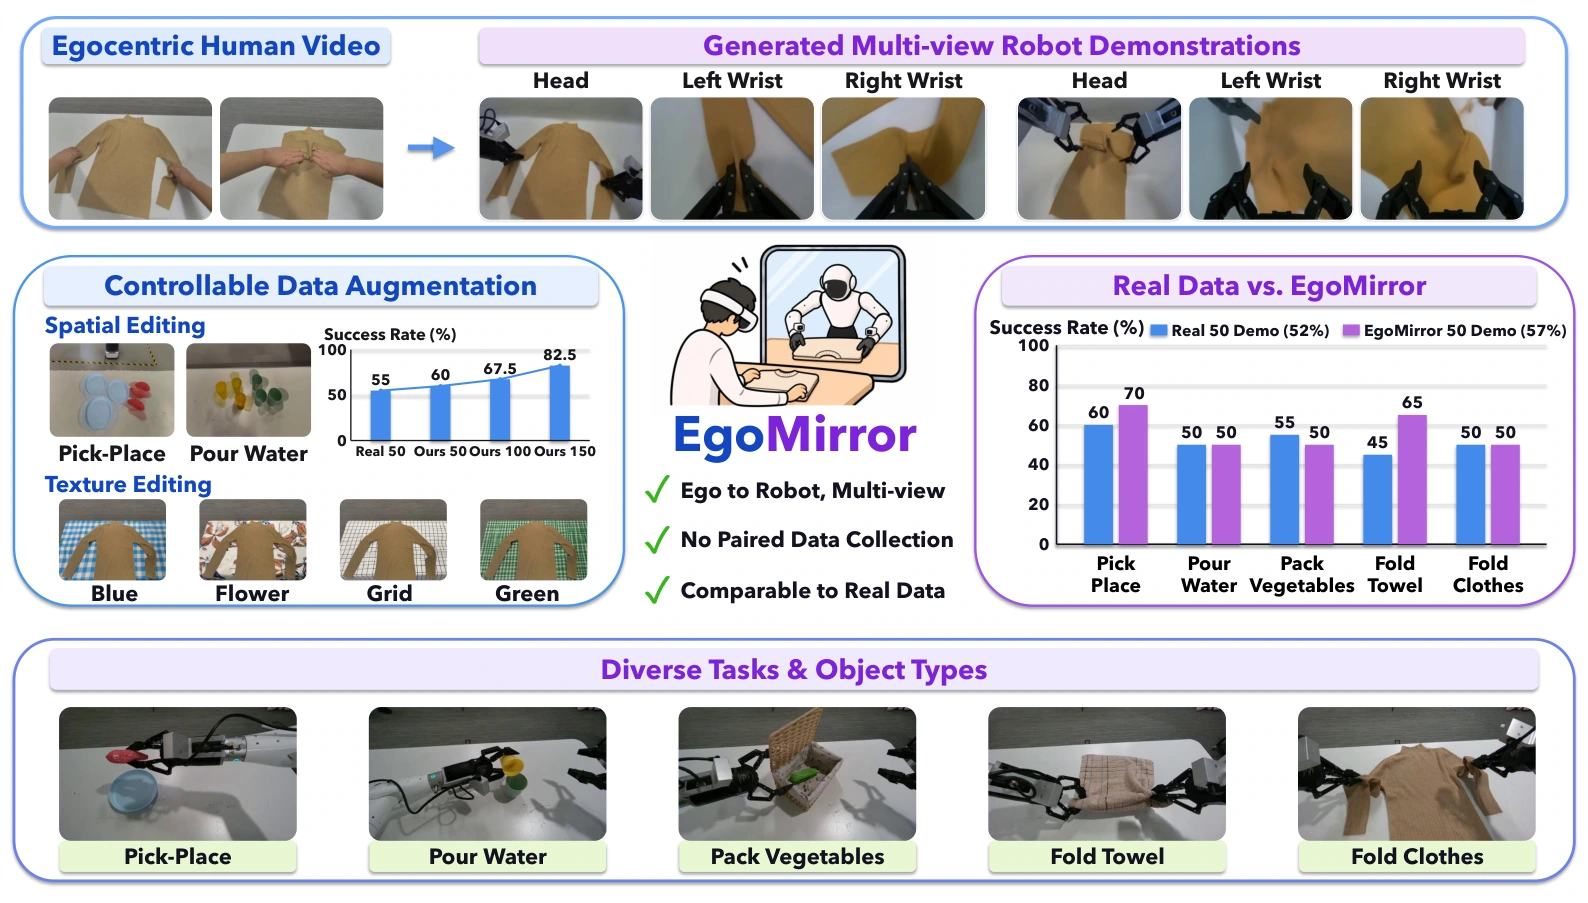 Egocentric Human Video
Generated Multi-view Robot Demonstrations
Head
Left Wrist
Right Wrist
Head
Left Wrist
Right Wrist
Controllable Data Augmentation
Spatial Editing
Pick-Place
Pour Water
Success Rate (%)
100
50
0
55
60
67.5
82.5
Real 50
Ours 50
Ours 100
Ours 150
Texture Editing
Blue
Flower
Grid
Green
EgoMirror
✓ Ego to Robot, Multi-view
✓ No Paired Data Collection
✓ Comparable to Real Data
Real Data vs. EgoMirror
Success Rate (%)
Real 50 Demo (52%)
EgoMirror 50 Demo (57%)
100
80
60
40
20
0
60
70
50
50
55
50
45
65
50
50
Pick
Place
Pour
Water
Pack
Vegetables
Fold
Towel
Fold
Clothes
Diverse Tasks & Object Types
Pick-Place
Pour Water
Pack Vegetables
Fold Towel
Fold Clothes